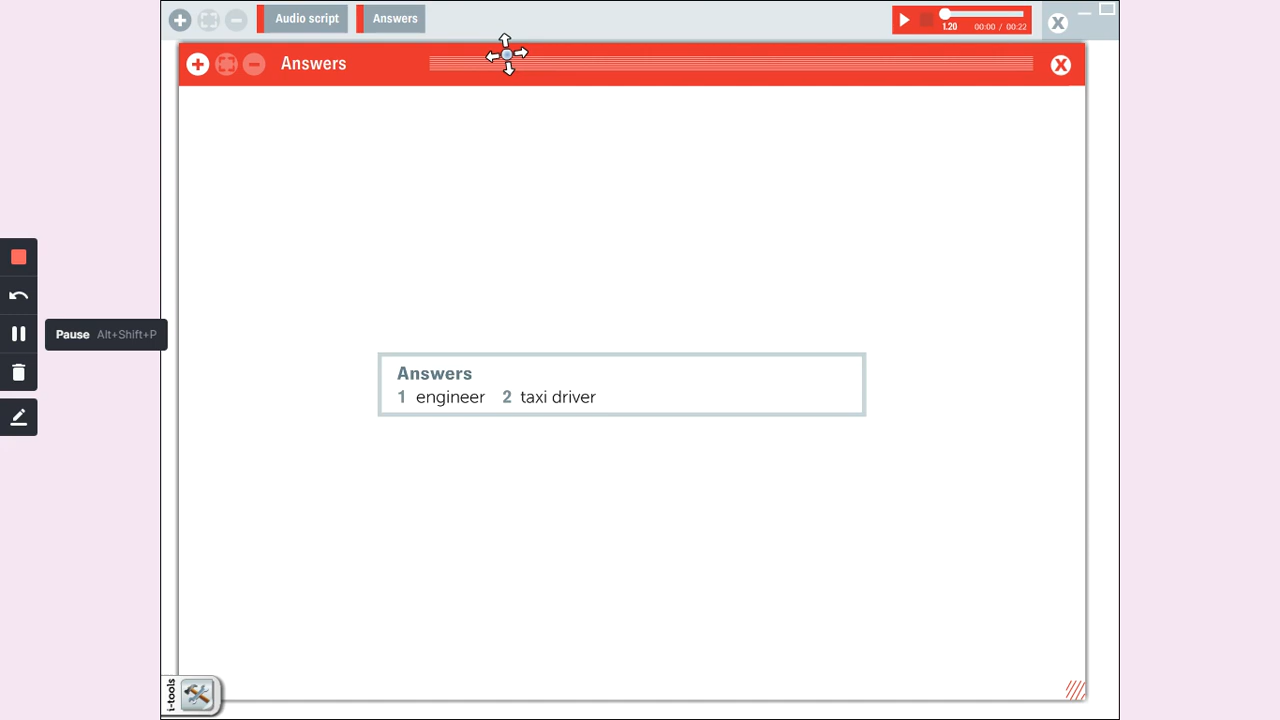 Audio script Answers
1.20 00:00 / 00:22
X
Answers
X
Pause Alt+Shift+P
Answers
1 engineer 2 taxi driver
i-tools